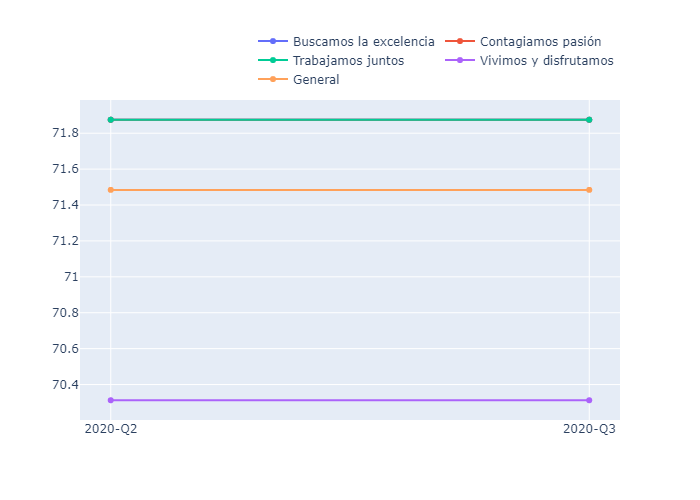 Buscamos la excelencia Contagiamos pasión
Trabajamos juntos Vivimos y disfrutamos
General
71.8
71.6
71.4
71.2
71
70.8
70.6
70.4
2020-Q2 2020-Q3